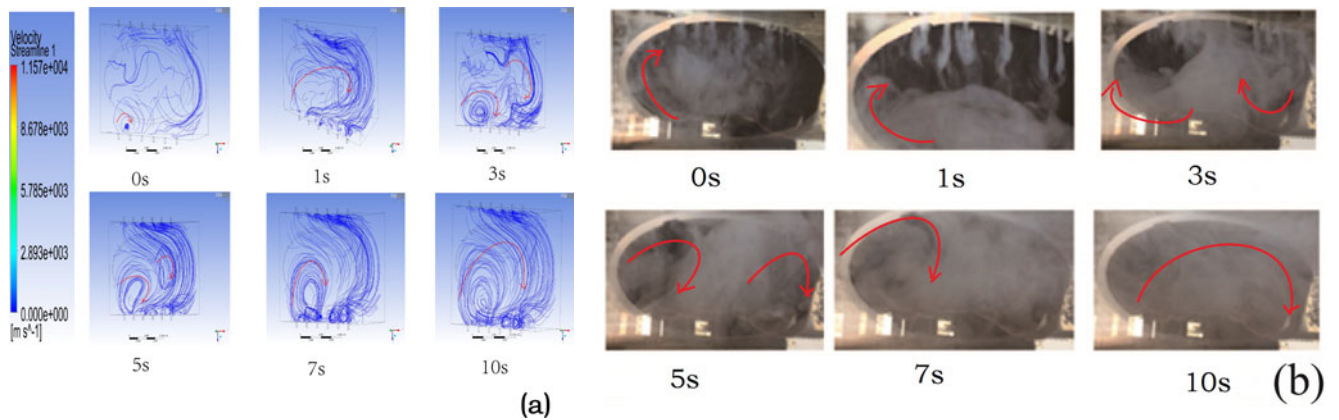 Velocity
Streamline 1
1.157e+004
8.678e+003
5.785e+003
2.893e+003
0.000e+000
[m s^-1]
0s
1s
3s
5s
7s
10s
(a)
0s
1s
3s
5s
7s
10s
(b)